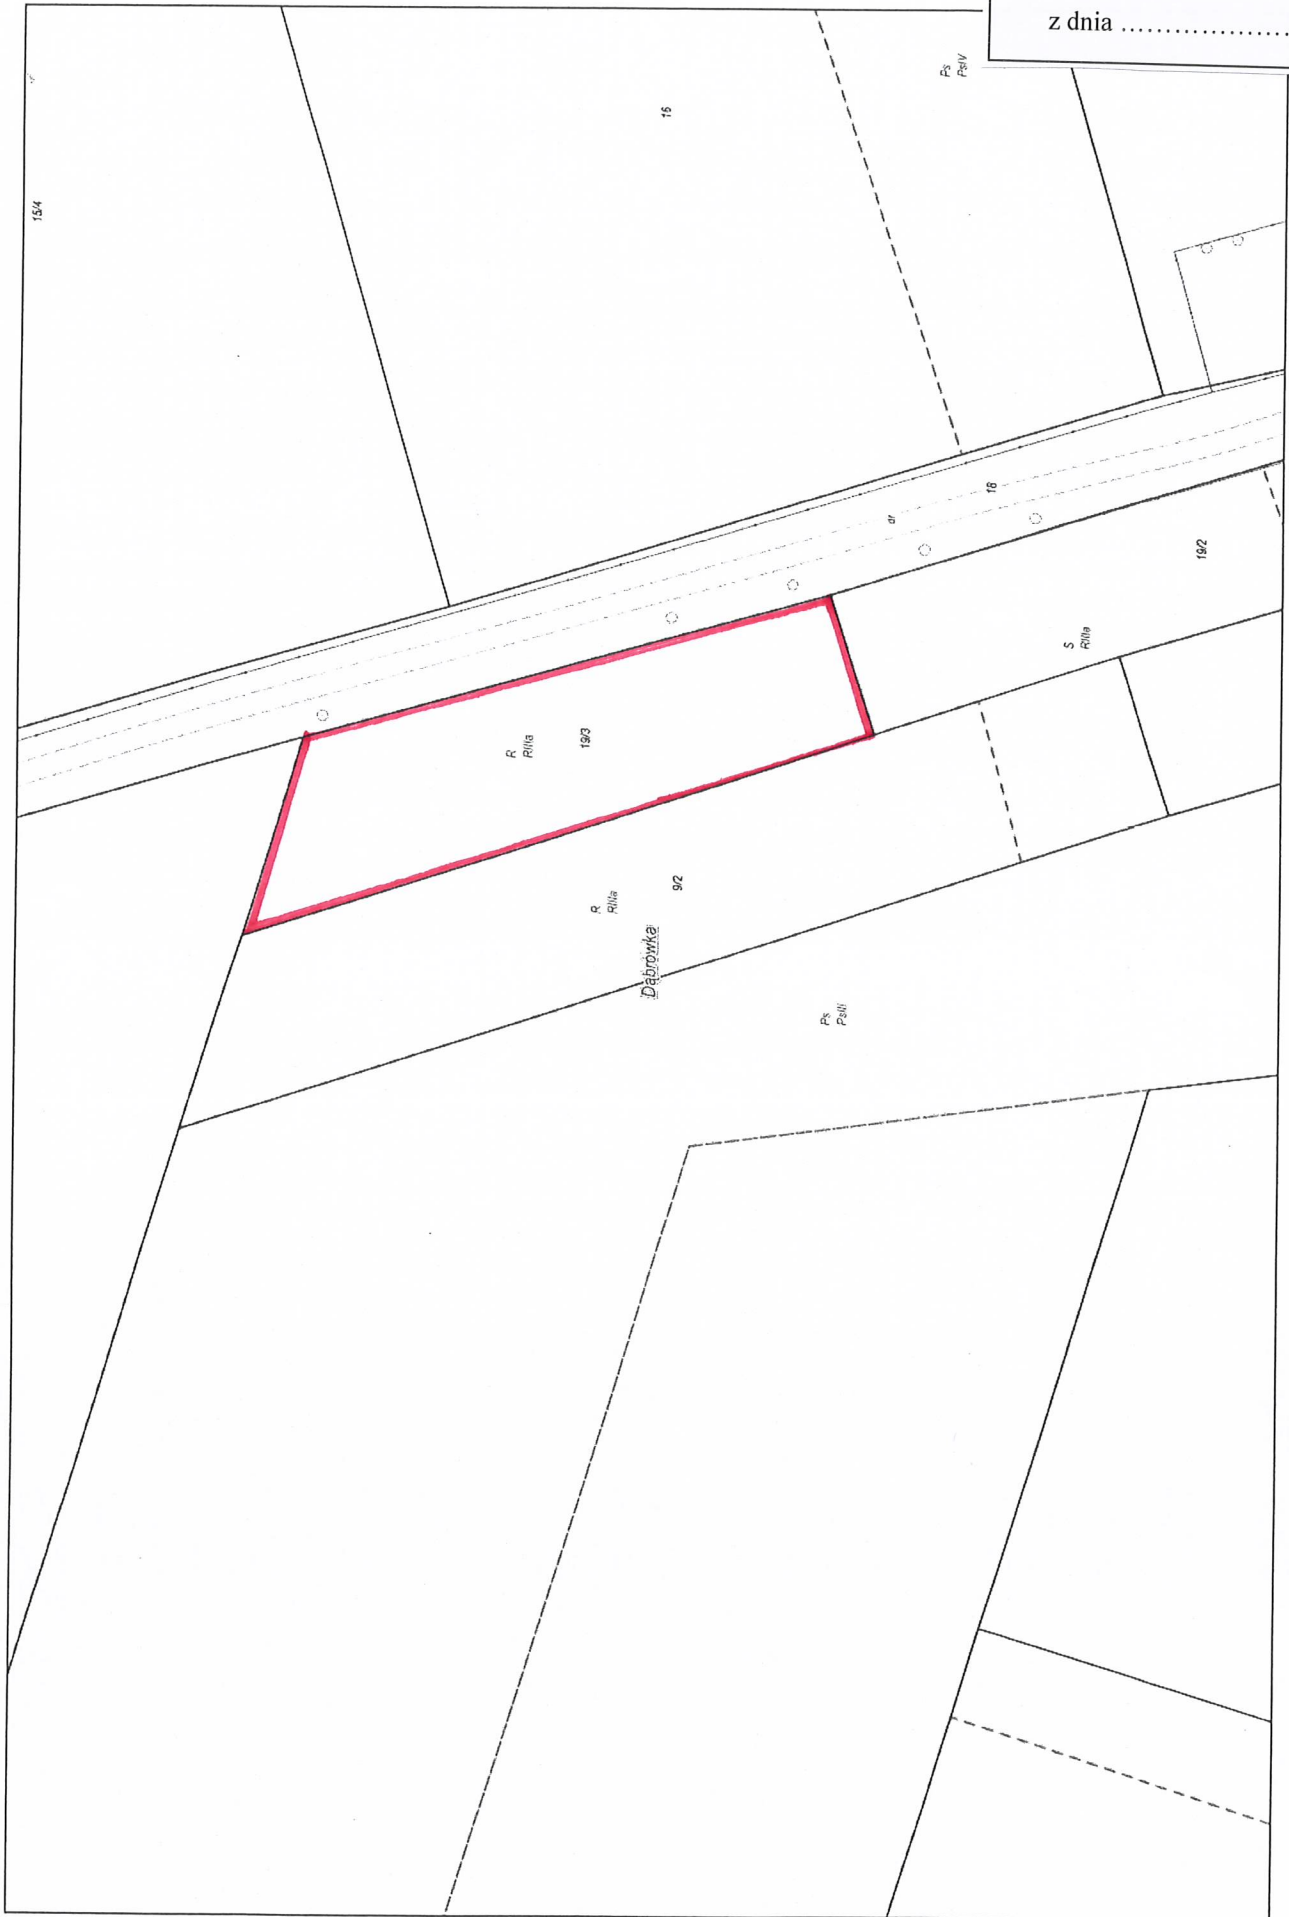 z dnia .....................
Ps
PsIV
16
15/4
18
dr
19/2
S
RIIIa
R
RIIIa
19/3
R
RIIIa
9/2
Dąbrówka
Ps
PsIII